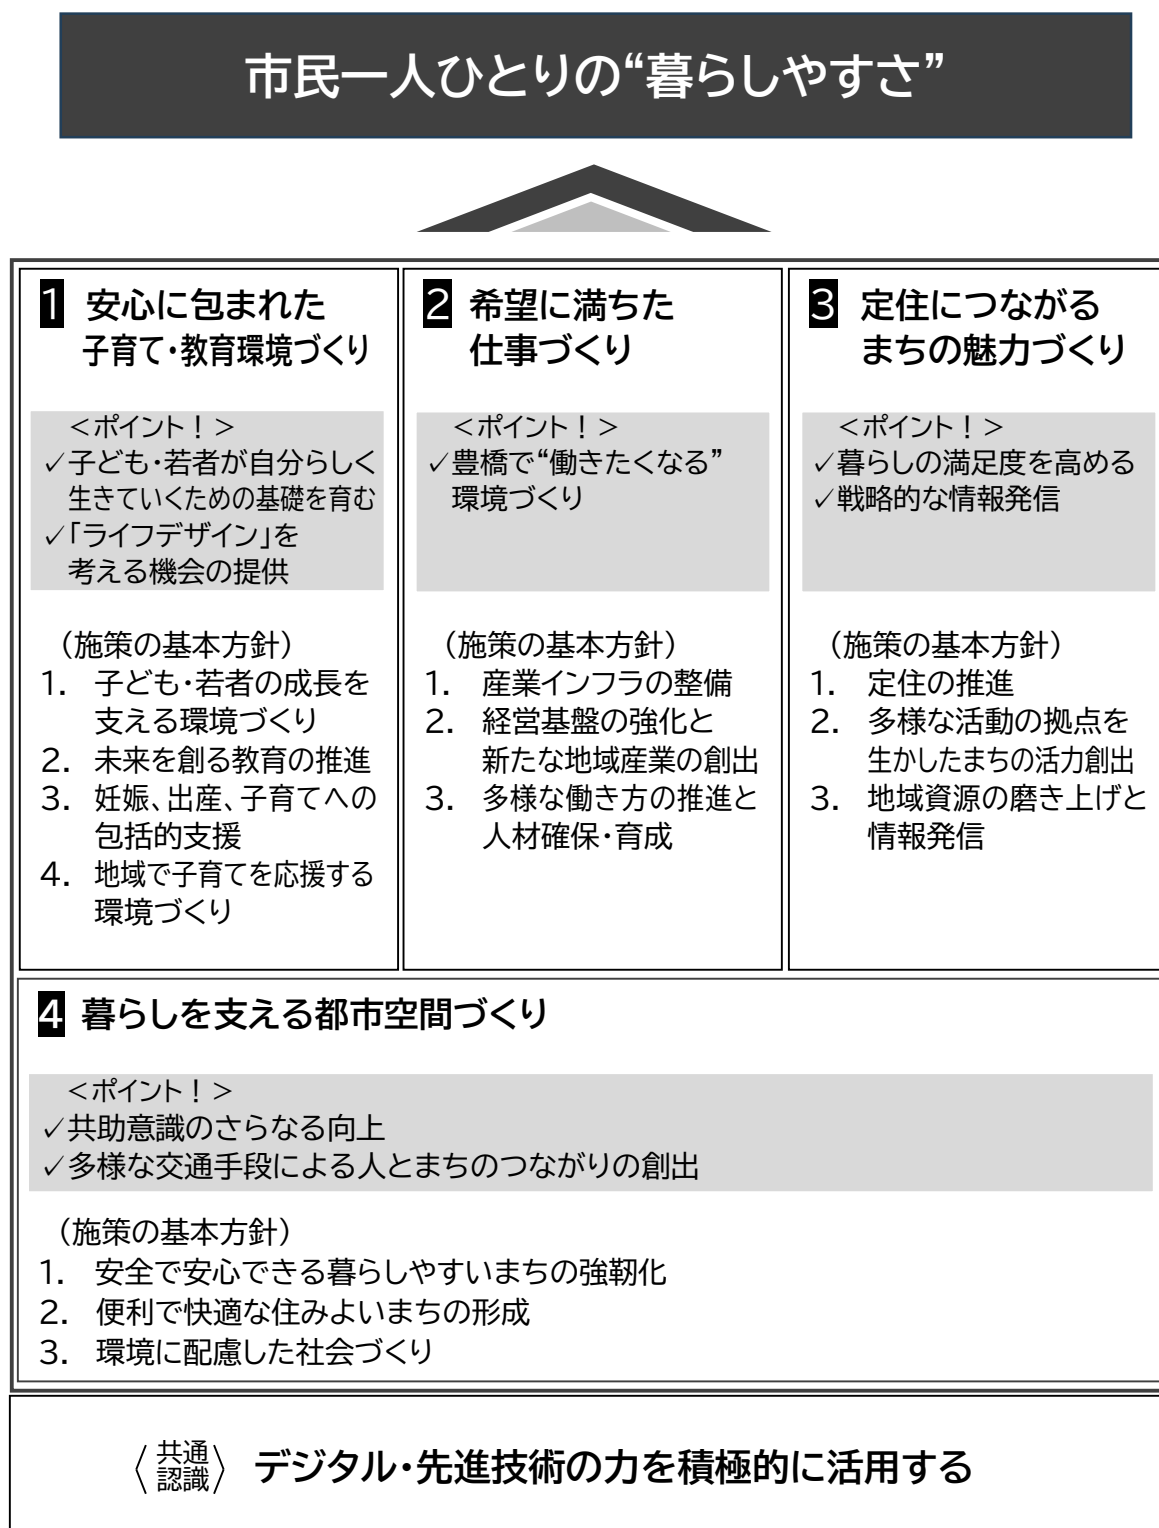 市民一人ひとりの“暮らしやすさ”
1 安心に包まれた
子育て・教育環境づくり
＜ポイント！＞
✓子ども・若者が自分らしく
生きていくための基礎を育む
✓「ライフデザイン」を
考える機会の提供
（施策の基本方針）
1. 子ども・若者の成長を
支える環境づくり
2. 未来を創る教育の推進
3. 妊娠、出産、子育てへの
包括的支援
4. 地域で子育てを応援する
環境づくり
2 希望に満ちた
仕事づくり
＜ポイント！＞
✓豊橋で“働きたくなる”
環境づくり
（施策の基本方針）
1. 産業インフラの整備
2. 経営基盤の強化と
新たな地域産業の創出
3. 多様な働き方の推進と
人材確保・育成
3 定住につながる
まちの魅力づくり
＜ポイント！＞
✓暮らしの満足度を高める
✓戦略的な情報発信
（施策の基本方針）
1. 定住の推進
2. 多様な活動の拠点を
生かしたまちの活力創出
3. 地域資源の磨き上げと
情報発信
4 暮らしを支える都市空間づくり
＜ポイント！＞
✓共助意識のさらなる向上
✓多様な交通手段による人とまちのつながりの創出
（施策の基本方針）
1. 安全で安心できる暮らしやすいまちの強靭化
2. 便利で快適な住みよいまちの形成
3. 環境に配慮した社会づくり
〈共通認識〉 デジタル・先進技術の力を積極的に活用する